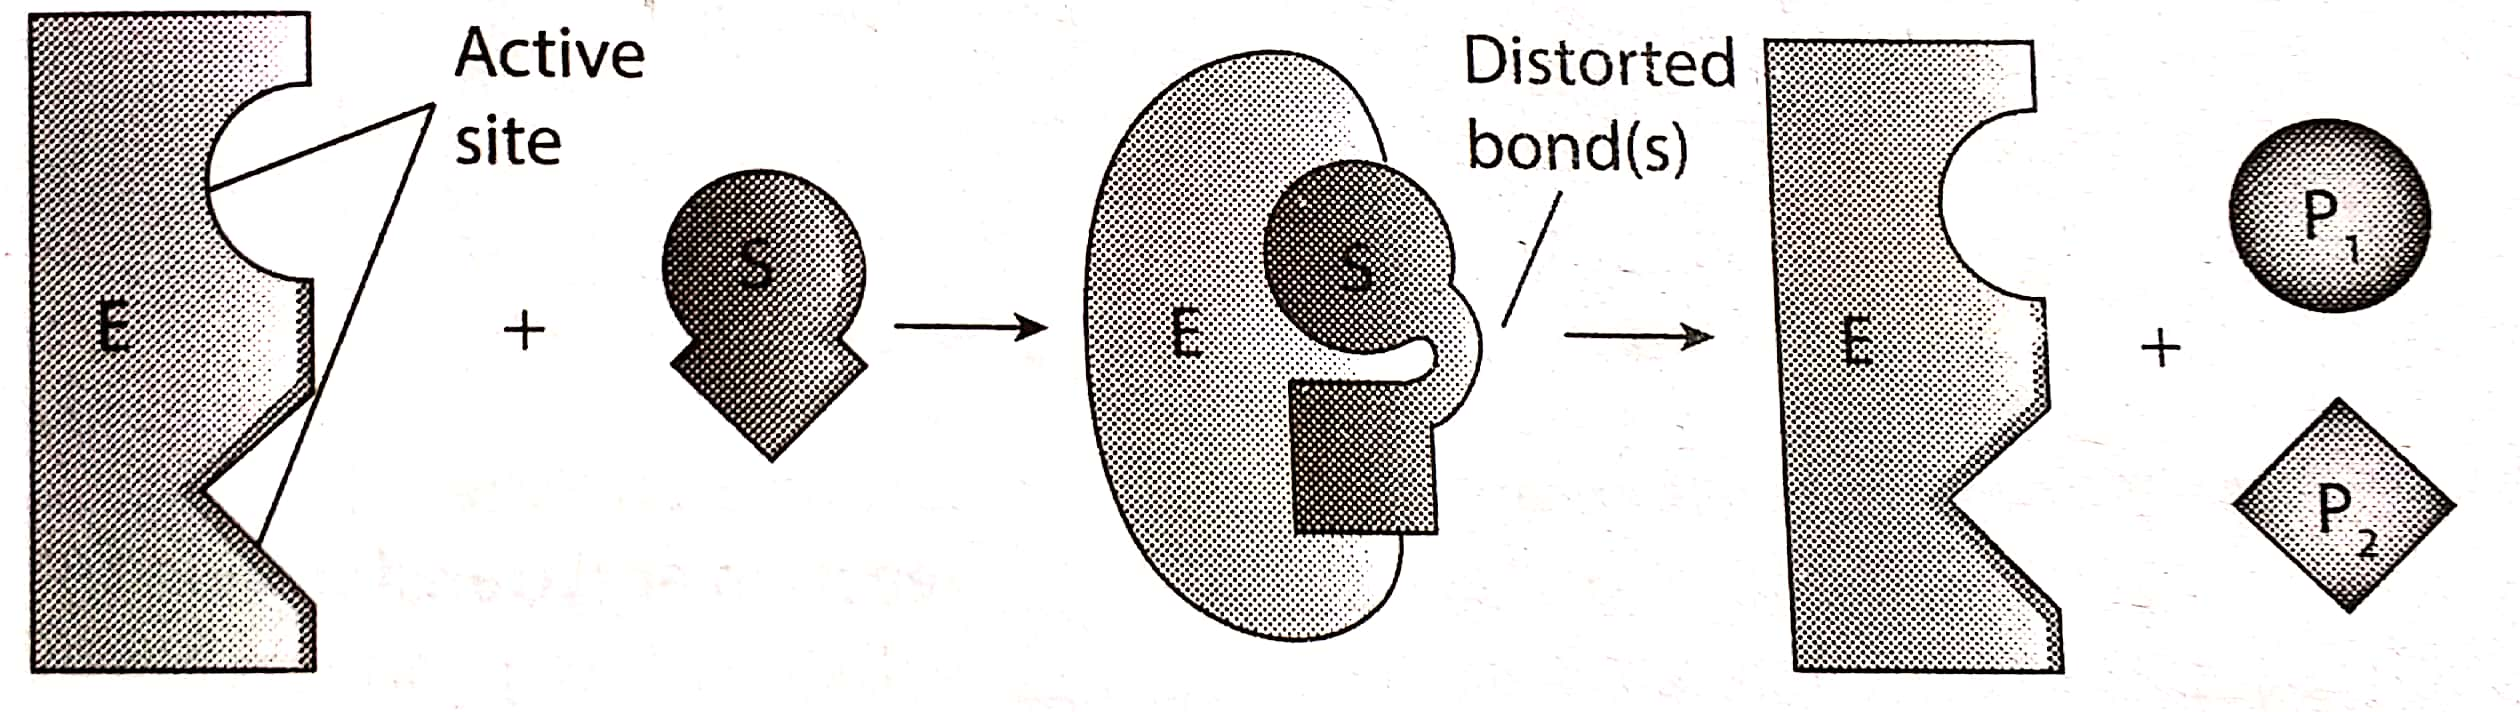 Active
site
E
+
S
E
S
Distorted
bond(s)
E
+
P1
P2